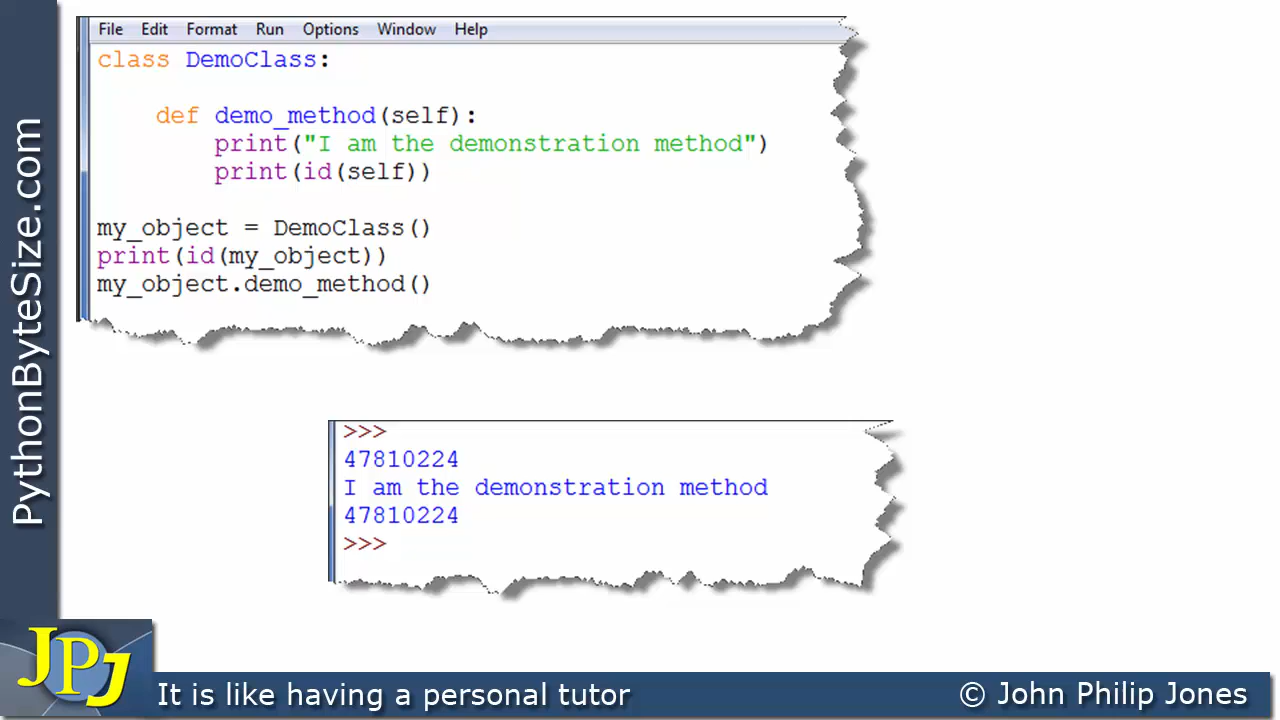 File Edit Format Run Options Window Help
class DemoClass:
    def demo_method(self):
        print("I am the demonstration method")
        print(id(self))
my_object = DemoClass()
print(id(my_object))
my_object.demo_method()
>>>
47810224
I am the demonstration method
47810224
>>>
PythonByteSize.com
JPJ
It is like having a personal tutor
© John Philip Jones